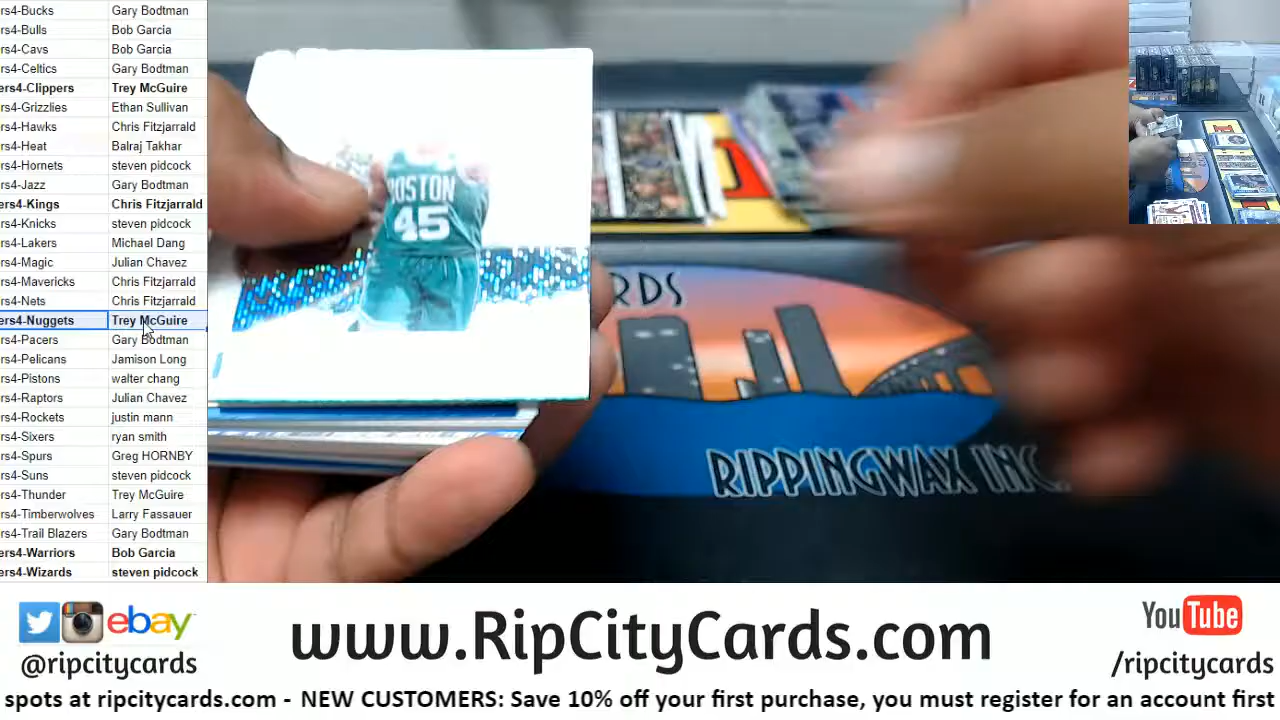 rs4-Bucks Gary Bodtman
rs4-Bulls Bob Garcia
rs4-Cavs Bob Garcia
rs4-Celtics Gary Bodtman
ers4-Clippers Trey McGuire
rs4-Grizzlies Ethan Sullivan
rs4-Hawks Chris Fitzjarrald
rs4-Heat Balraj Takhar
rs4-Hornets steven pidcock
rs4-Jazz Gary Bodtman
ers4-Kings Chris Fitzjarrald
rs4-Knicks steven pidcock
rs4-Lakers Michael Dang
rs4-Magic Julian Chavez
rs4-Mavericks Chris Fitzjarrald
rs4-Nets Chris Fitzjarrald
ers4-Nuggets Trey McGuire
rs4-Pacers Gary Bodtman
rs4-Pelicans Jamison Long
rs4-Pistons walter chang
rs4-Raptors Julian Chavez
rs4-Rockets justin mann
rs4-Sixers ryan smith
rs4-Spurs Greg HORNBY
rs4-Suns steven pidcock
rs4-Thunder Trey McGuire
rs4-Timberwolves Larry Fassauer
rs4-Trail Blazers Gary Bodtman
ers4-Warriors Bob Garcia
ers4-Wizards steven pidcock
BOSTON
45
RDS
RIPPINGWAX INC.
ebay
@ripcitycards
www.RipCityCards.com
YouTube
/ripcitycards
spots at ripcitycards.com - NEW CUSTOMERS: Save 10% off your first purchase, you must register for an account first